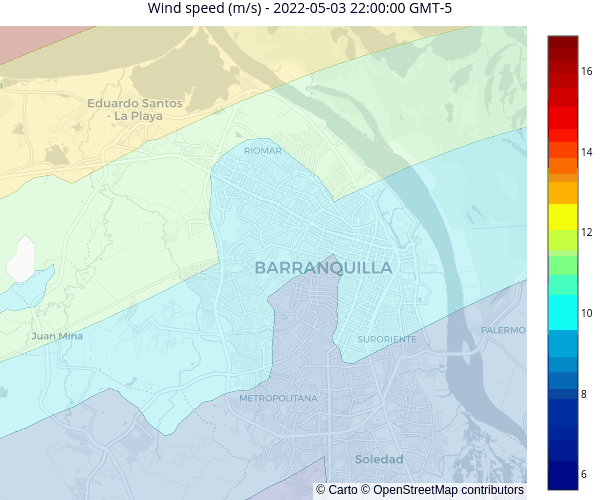 Wind speed (m/s) - 2022-05-03 22:00:00 GMT-5
16
Eduardo Santos
- La Playa
RIOMAR
14
12
BARRANQUILLA
10
Juan Mina
SURORIENTE
PALERMO
8
METROPOLITANA
Soledad
6
© Carto © OpenStreetMap contributors